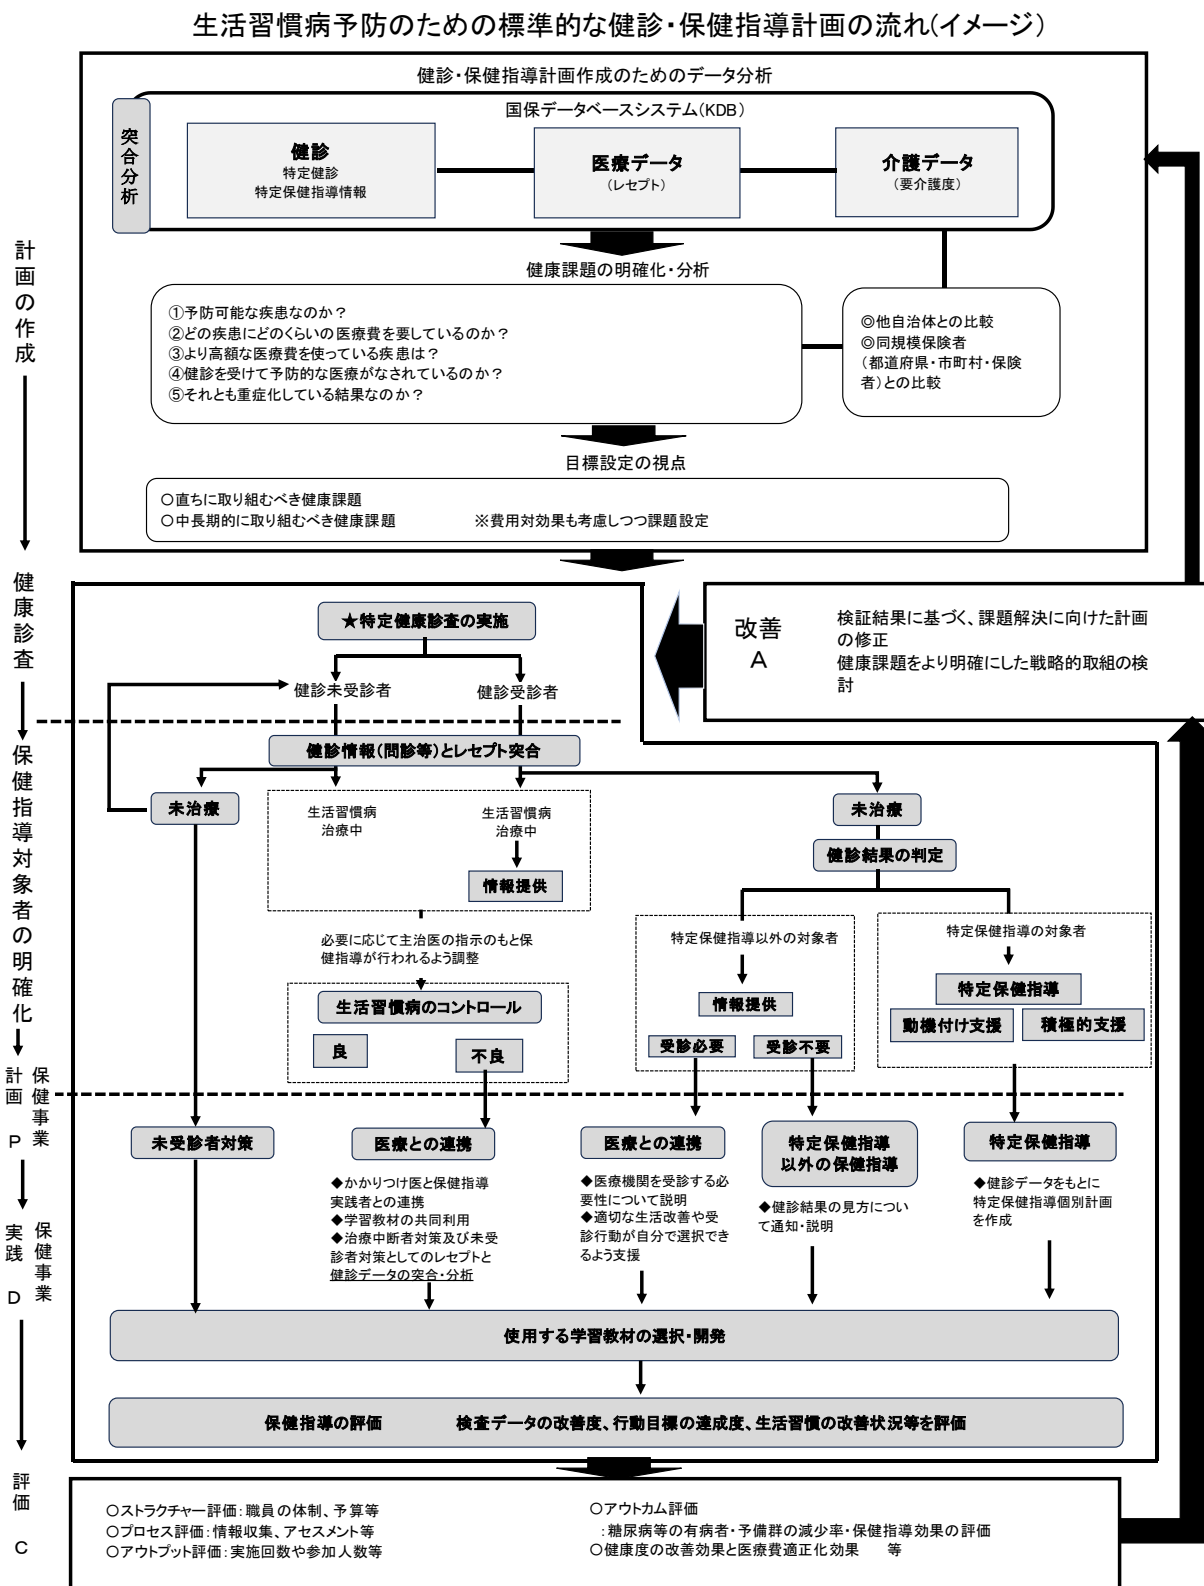 生活習慣病予防のための標準的な健診・保健指導計画の流れ(イメージ)
健診・保健指導計画作成のためのデータ分析
国保データベースシステム(KDB)
突合分析
健診
特定健診
特定保健指導情報
医療データ
(レセプト)
介護データ
(要介護度)
計画の作成
健康課題の明確化・分析
①予防可能な疾患なのか？
②どの疾患にどのくらいの医療費を要しているのか？
③より高額な医療費を使っている疾患は？
④健診を受けて予防的な医療がなされているのか？
⑤それとも重症化している結果なのか？
◎他自治体との比較
◎同規模保険者
(都道府県・市町村・保険
者)との比較
目標設定の視点
○直ちに取り組むべき健康課題
○中長期的に取り組むべき健康課題 ※費用対効果も考慮しつつ課題設定
健康診査
★特定健康診査の実施
健診未受診者
健診受診者
改善
A
検証結果に基づく、課題解決に向けた計画
の修正
健康課題をより明確にした戦略的取組の検
討
保健指導対象者の明確化
健診情報(問診等)とレセプト突合
未治療
生活習慣病
治療中
生活習慣病
治療中
情報提供
未治療
健診結果の判定
必要に応じて主治医の指示のもと保
健指導が行われるよう調整
生活習慣病のコントロール
良
不良
特定保健指導以外の対象者
情報提供
受診必要
受診不要
特定保健指導の対象者
特定保健指導
動機付け支援
積極的支援
保健事業
計画 P
未受診者対策
医療との連携
◆かかりつけ医と保健指導
実践者との連携
◆学習教材の共同利用
◆治療中断者対策及び未受
診者対策としてのレセプトと
健診データの突合・分析
医療との連携
◆医療機関を受診する必
要性について説明
◆適切な生活改善や受
診行動が自分で選択でき
るよう支援
特定保健指導
以外の保健指導
◆健診結果の見方につい
て通知・説明
特定保健指導
◆健診データをもとに
特定保健指導個別計画
を作成
保健事業
実践 D
使用する学習教材の選択・開発
保健指導の評価 検査データの改善度、行動目標の達成度、生活習慣の改善状況等を評価
評価 C
○ストラクチャー評価：職員の体制、予算等
○プロセス評価：情報収集、アセスメント等
○アウトプット評価：実施回数や参加人数等
○アウトカム評価
：糖尿病等の有病者・予備群の減少率・保健指導効果の評価
○健康度の改善効果と医療費適正化効果 等